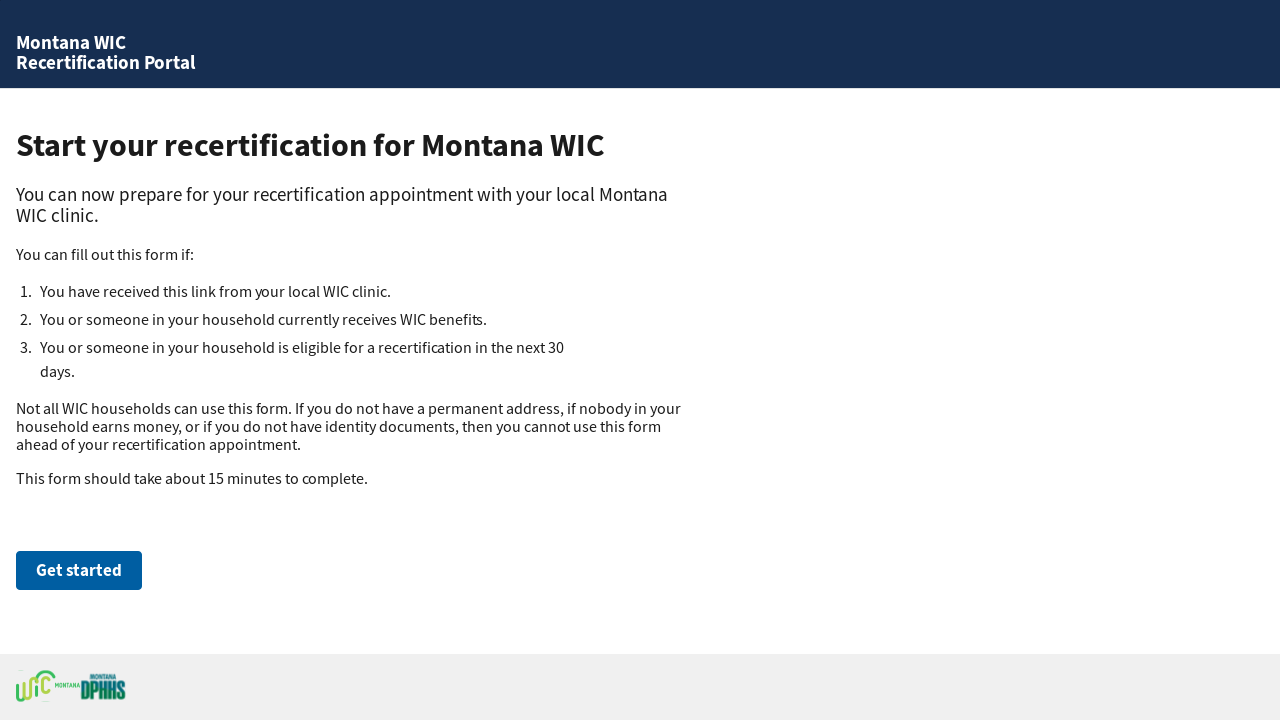 Montana WIC
Recertification Portal
Start your recertification for Montana WIC
You can now prepare for your recertification appointment with your local Montana
WIC clinic.
You can fill out this form if:
1. You have received this link from your local WIC clinic.
2. You or someone in your household currently receives WIC benefits.
3. You or someone in your household is eligible for a recertification in the next 30
days.
Not all WIC households can use this form. If you do not have a permanent address, if nobody in your
household earns money, or if you do not have identity documents, then you cannot use this form
ahead of your recertification appointment.
This form should take about 15 minutes to complete.
Get started
WiC MONTANA
MONTANA
DPHHS